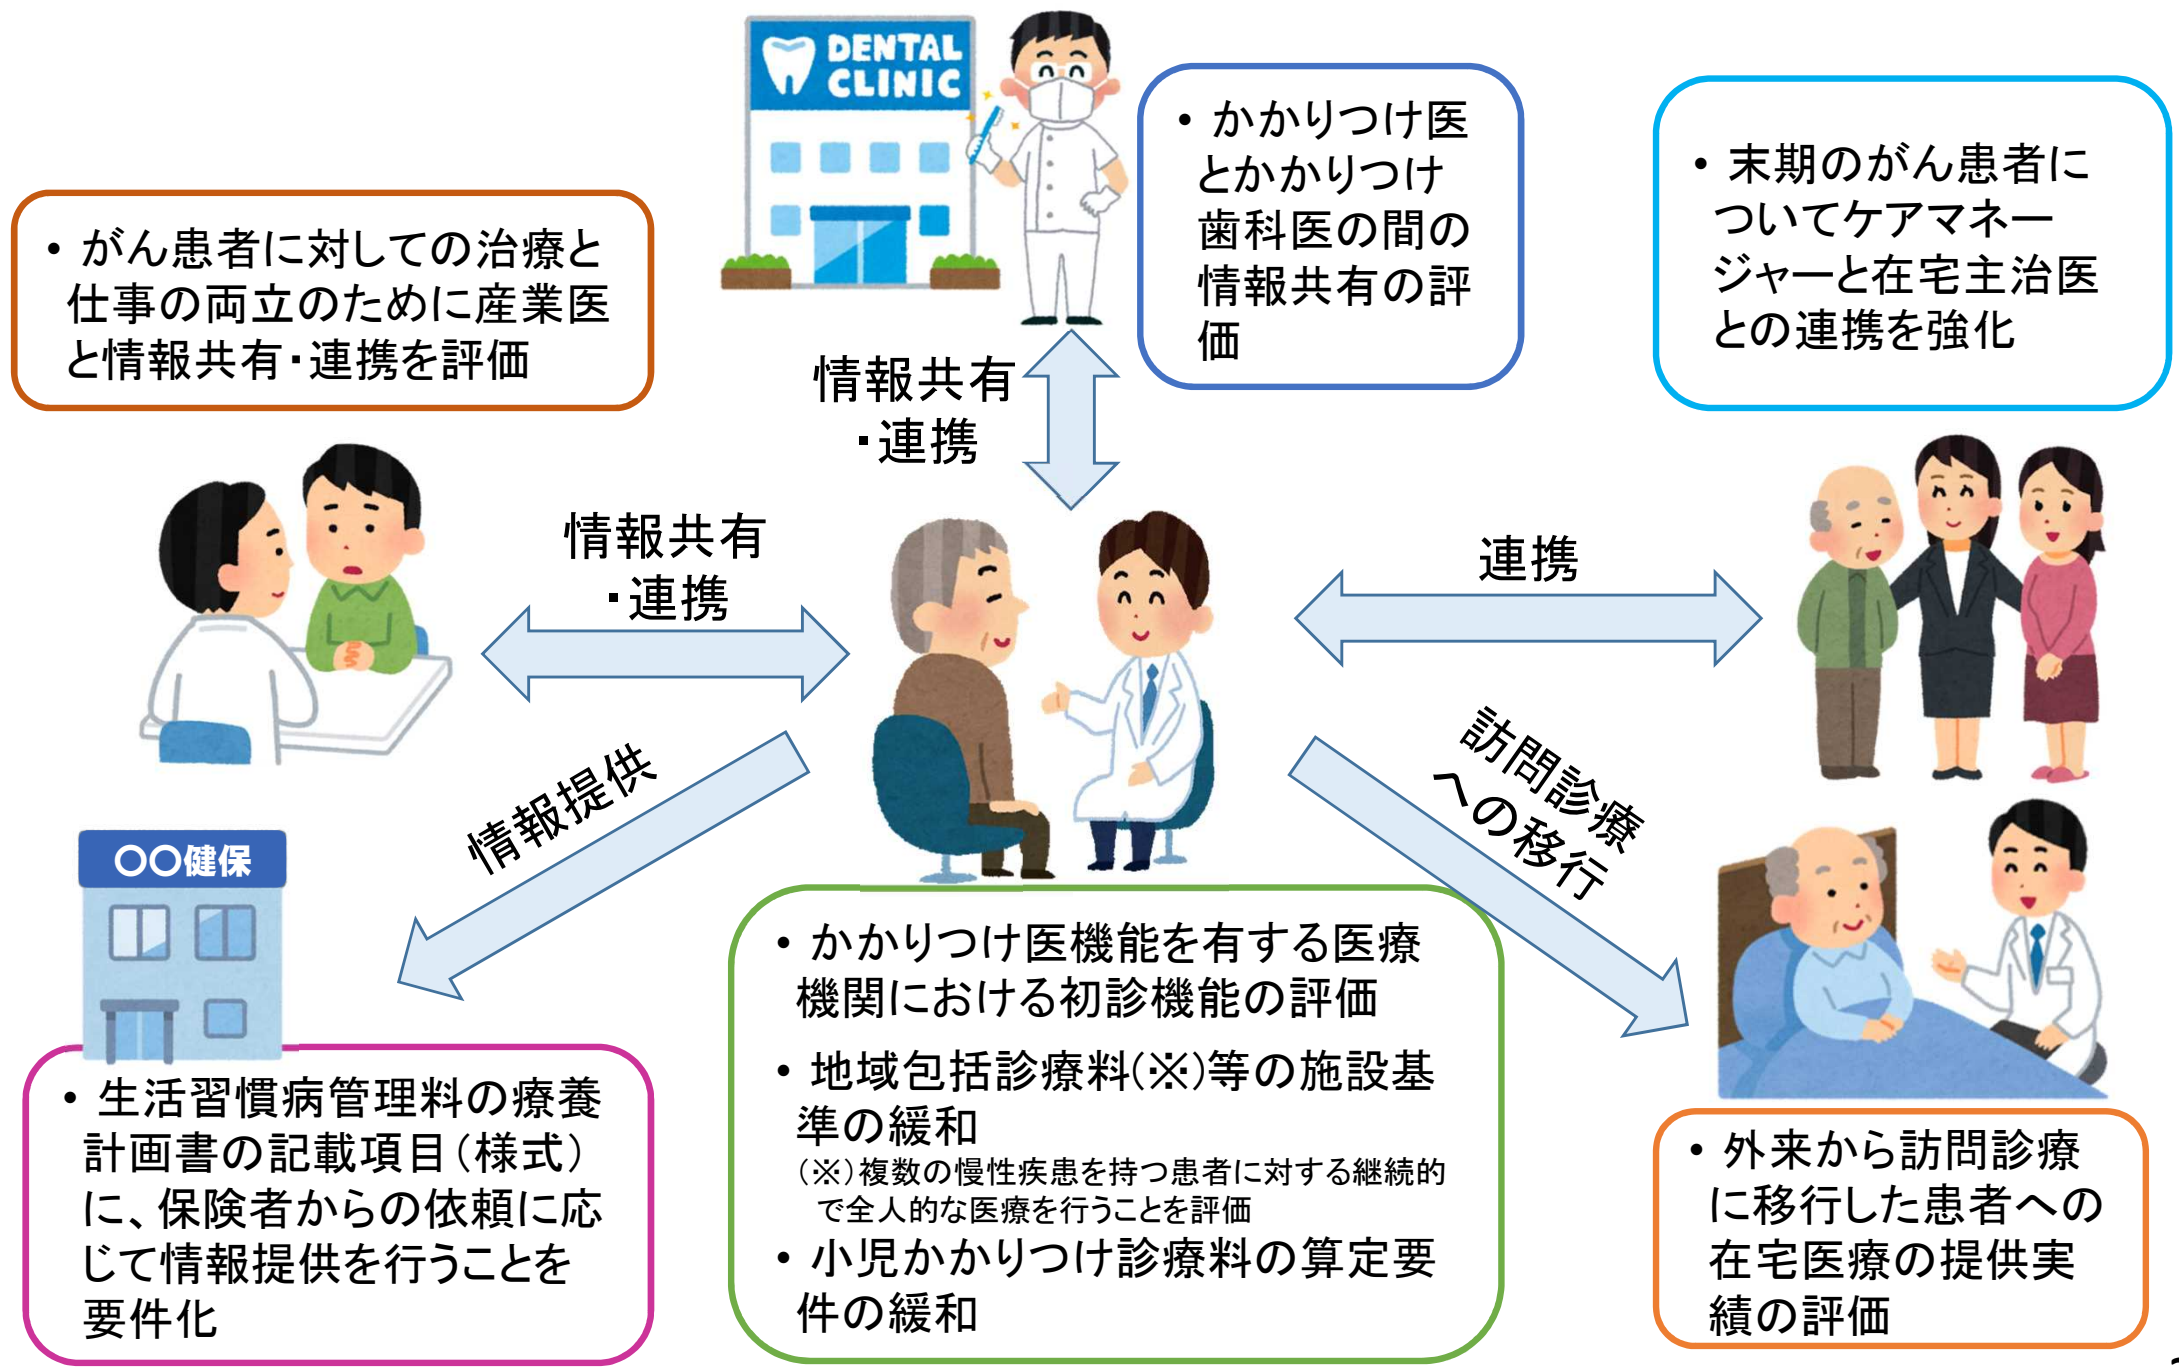 DENTAL
CLINIC
• かかりつけ医
とかかりつけ
歯科医の間の
情報共有の評
価
• 末期のがん患者に
ついてケアマネー
ジャーと在宅主治医
との連携を強化
• がん患者に対しての治療と
仕事の両立のために産業医
と情報共有・連携を評価
情報共有
・連携
情報共有
・連携
連携
情報提供
訪問診療
への移行
〇〇健保
• 生活習慣病管理料の療養
計画書の記載項目(様式)
に、保険者からの依頼に応
じて情報提供を行うことを
要件化
• かかりつけ医機能を有する医療
機関における初診機能の評価
• 地域包括診療料(※)等の施設基
準の緩和
(※)複数の慢性疾患を持つ患者に対する継続的
で全人的な医療を行うことを評価
• 小児かかりつけ診療料の算定要
件の緩和
• 外来から訪問診療
に移行した患者への
在宅医療の提供実
績の評価